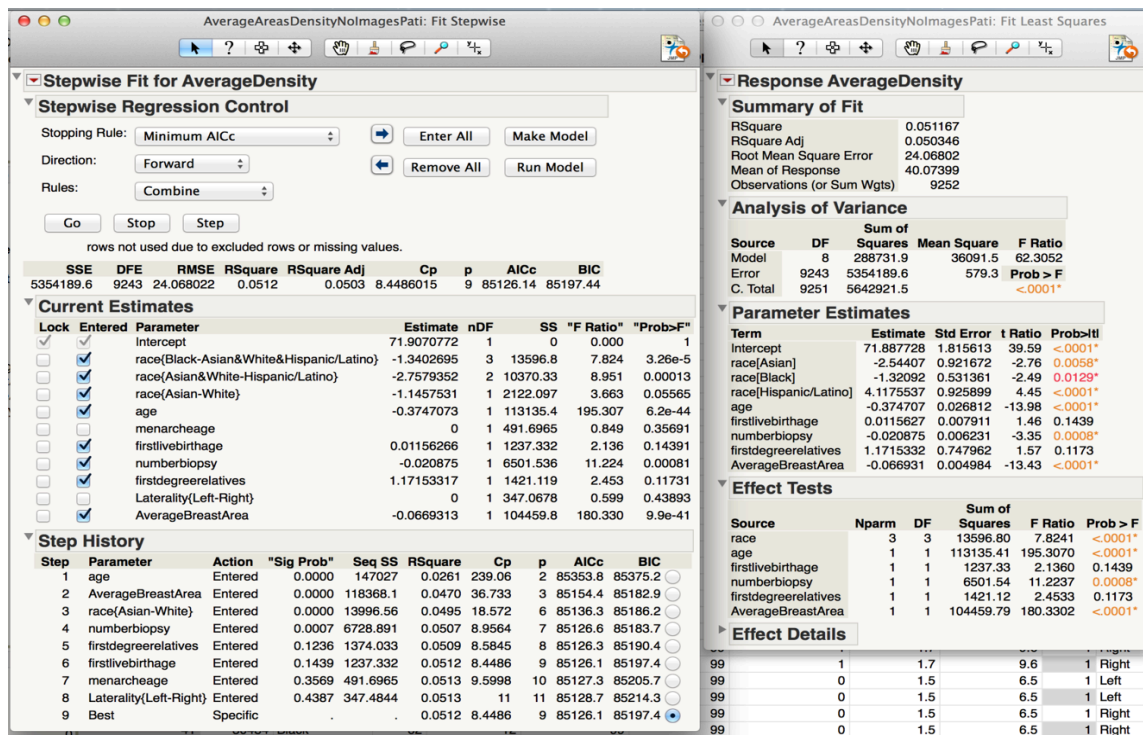 AverageAreasDensityNoImagesPati: Fit Stepwise
Stepwise Fit for AverageDensity
Stepwise Regression Control
Stopping Rule: Minimum AICc Enter All Make Model
Direction: Forward Remove All Run Model
Rules: Combine
Go Stop Step
rows not used due to excluded rows or missing values.
SSE DFE RMSE RSquare RSquare Adj Cp p AICc BIC
5354189.6 9243 24.068022 0.0512 0.0503 8.4486015 9 85126.14 85197.44
Current Estimates
Lock Entered Parameter Estimate nDF SS "F Ratio" "Prob>F"
Intercept 71.9070772 1 0 0.000 1
race{Black-Asian&White&Hispanic/Latino} -1.3402695 3 13596.8 7.824 3.26e-5
race{Asian&White-Hispanic/Latino} -2.7579352 2 10370.33 8.951 0.00013
race{Asian-White} -1.1457531 1 2122.097 3.663 0.05565
age -0.3747073 1 113135.4 195.307 6.2e-44
menarcheage 0 1 491.6965 0.849 0.35691
firstlivebirthage 0.01156266 1 1237.332 2.136 0.14391
numberbiopsy -0.020875 1 6501.536 11.224 0.00081
firstdegreerelatives 1.17153317 1 1421.119 2.453 0.11731
Laterality{Left-Right} 0 1 347.0678 0.599 0.43893
AverageBreastArea -0.0669313 1 104459.8 180.330 9.9e-41
Step History
Step Parameter Action "Sig Prob" Seq SS RSquare Cp p AICc BIC
1 age Entered 0.0000 147027 0.0261 239.06 2 85353.8 85375.2
2 AverageBreastArea Entered 0.0000 118368.1 0.0470 36.733 3 85154.4 85182.9
3 race{Asian-White} Entered 0.0000 13996.56 0.0495 18.572 6 85136.3 85186.2
4 numberbiopsy Entered 0.0007 6728.891 0.0507 8.9564 7 85126.6 85183.7
5 firstdegreerelatives Entered 0.1236 1374.033 0.0509 8.5845 8 85126.3 85190.4
6 firstlivebirthage Entered 0.1439 1237.332 0.0512 8.4486 9 85126.1 85197.4
7 menarcheage Entered 0.3569 491.6965 0.0513 9.5998 10 85127.3 85205.7
8 Laterality{Left-Right} Entered 0.4387 347.4844 0.0513 11 11 85128.7 85214.3
9 Best Specific . . 0.0512 8.4486 9 85126.1 85197.4
AverageAreasDensityNoImagesPati: Fit Least Squares
Response AverageDensity
Summary of Fit
RSquare 0.051167
RSquare Adj 0.050346
Root Mean Square Error 24.06802
Mean of Response 40.07399
Observations (or Sum Wgts) 9252
Analysis of Variance
Sum of
Source DF Squares Mean Square F Ratio
Model 8 288731.9 36091.5 62.3052
Error 9243 5354189.6 579.3 Prob > F
C. Total 9251 5642921.5 <.0001*
Parameter Estimates
Term Estimate Std Error t Ratio Prob>|t|
Intercept 71.887728 1.815613 39.59 <.0001*
race[Asian] -2.54407 0.921672 -2.76 0.0058*
race[Black] -1.32092 0.531361 -2.49 0.0129*
race[Hispanic/Latino] 4.1175537 0.925899 4.45 <.0001*
age -0.374707 0.026812 -13.98 <.0001*
firstlivebirthage 0.0115627 0.007911 1.46 0.1439
numberbiopsy -0.020875 0.006231 -3.35 0.0008*
firstdegreerelatives 1.1715332 0.747962 1.57 0.1173
AverageBreastArea -0.066931 0.004984 -13.43 <.0001*
Effect Tests
Sum of
Source Nparm DF Squares F Ratio Prob > F
race 3 3 13596.80 7.8241 <.0001*
age 1 1 113135.41 195.3070 <.0001*
firstlivebirthage 1 1 1237.33 2.1360 0.1439
numberbiopsy 1 1 6501.54 11.2237 0.0008*
firstdegreerelatives 1 1 1421.12 2.4533 0.1173
AverageBreastArea 1 1 104459.79 180.3302 <.0001*
Effect Details
99 1 1.7 9.6 1 Right
99 0 1.5 6.5 1 Left
99 0 1.5 6.5 1 Left
99 0 1.5 6.5 1 Right
99 0 1.5 6.5 1 Right